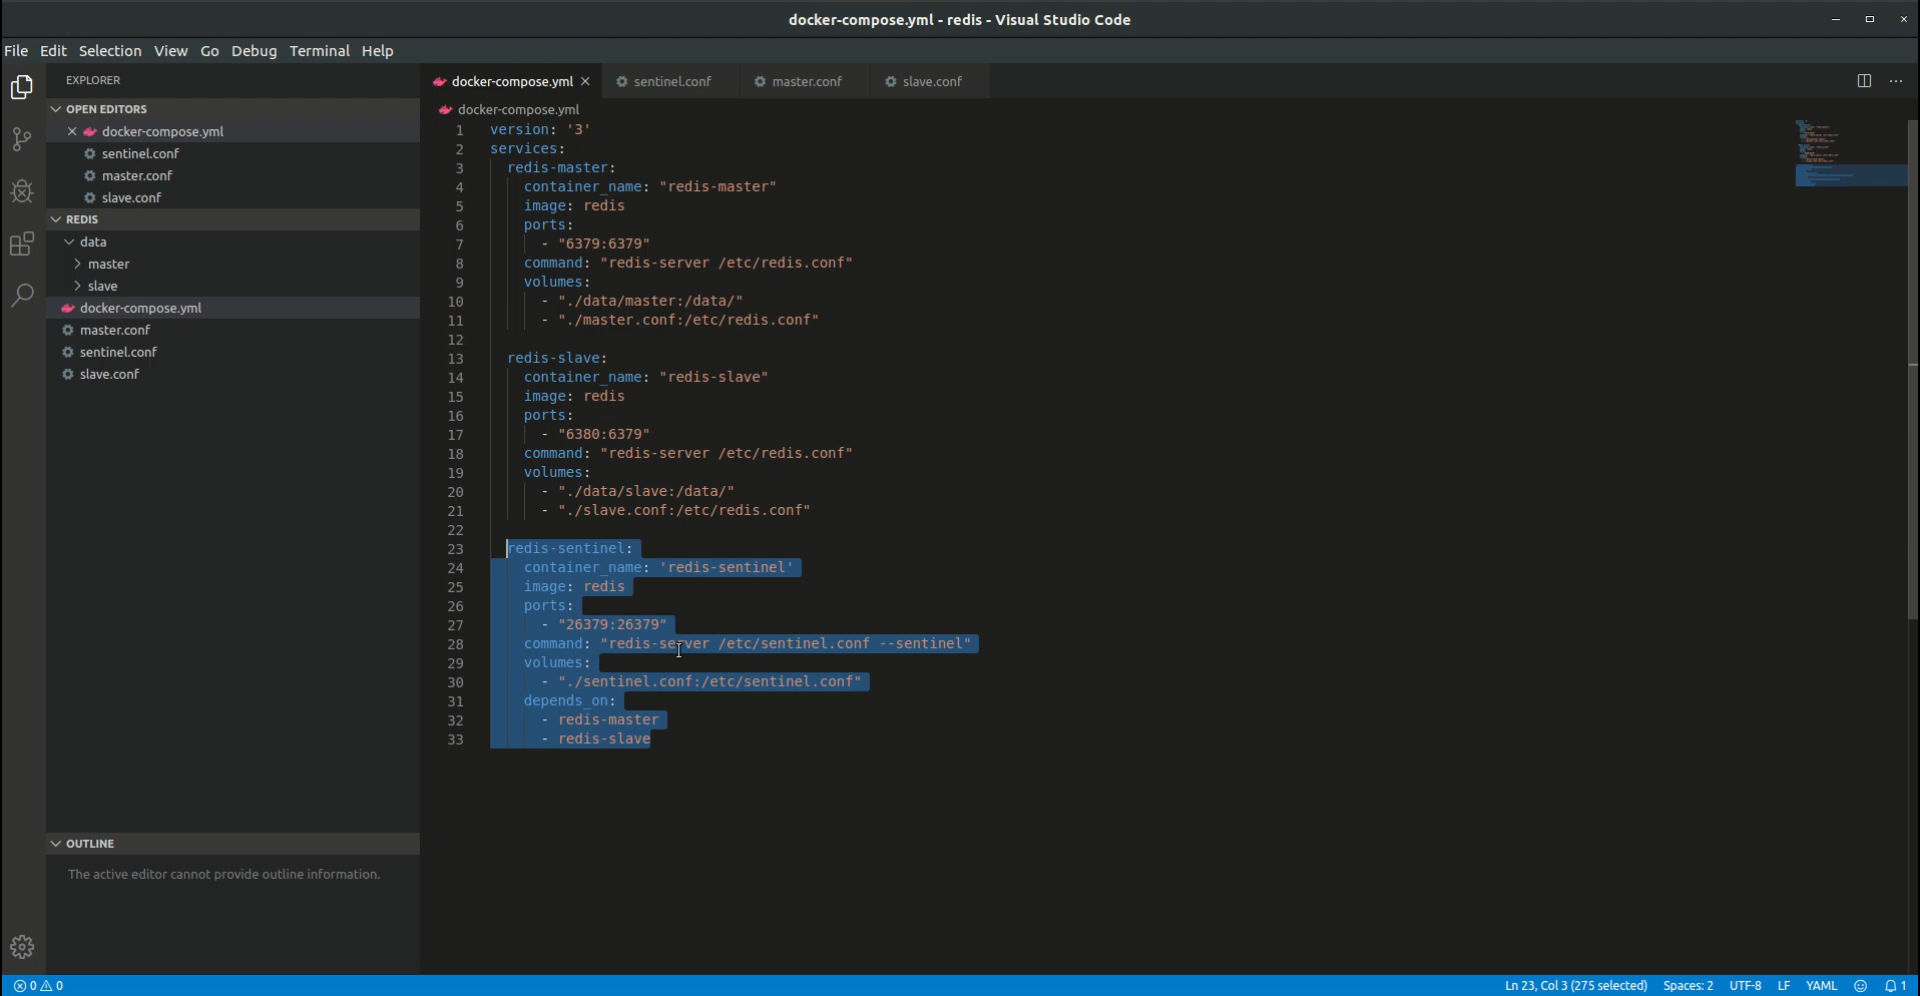 docker-compose.yml - redis - Visual Studio Code
File Edit Selection View Go Debug Terminal Help
EXPLORER
OPEN EDITORS
docker-compose.yml
sentinel.conf
master.conf
slave.conf
REDIS
data
master
slave
docker-compose.yml
master.conf
sentinel.conf
slave.conf
OUTLINE
The active editor cannot provide outline information.
docker-compose.yml sentinel.conf master.conf slave.conf
docker-compose.yml
1 version: '3'
2 services:
3 redis-master:
4 container_name: "redis-master"
5 image: redis
6 ports:
7 - "6379:6379"
8 command: "redis-server /etc/redis.conf"
9 volumes:
10 - "./data/master:/data/"
11 - "./master.conf:/etc/redis.conf"
12
13 redis-slave:
14 container_name: "redis-slave"
15 image: redis
16 ports:
17 - "6380:6379"
18 command: "redis-server /etc/redis.conf"
19 volumes:
20 - "./data/slave:/data/"
21 - "./slave.conf:/etc/redis.conf"
22
23 redis-sentinel:
24 container_name: 'redis-sentinel'
25 image: redis
26 ports:
27 - "26379:26379"
28 command: "redis-server /etc/sentinel.conf --sentinel"
29 volumes:
30 - "./sentinel.conf:/etc/sentinel.conf"
31 depends_on:
32 - redis-master
33 - redis-slave
0 0 Ln 23, Col 3 (275 selected) Spaces: 2 UTF-8 LF YAML 1